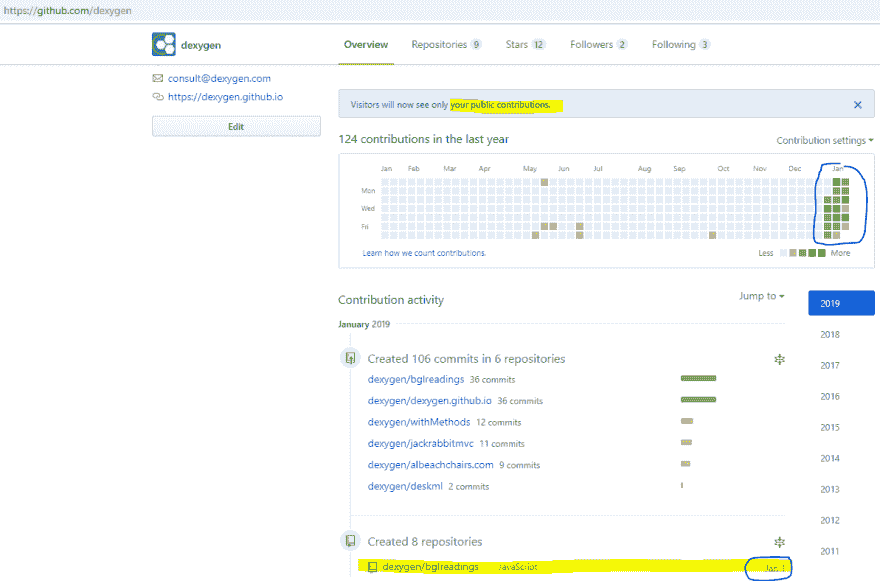 https://github.com/dexygen
dexygen
Overview Repositories 9 Stars 12 Followers 2 Following 3
consult@dexygen.com
https://dexygen.github.io
Edit
Visitors will now see only your public contributions.
124 contributions in the last year
Contribution settings
Jan Feb Mar Apr May Jun Jul Aug Sep Oct Nov Dec Jan
Mon
Wed
Fri
Learn how we count contributions.
Less More
Contribution activity
Jump to
2019
2018
2017
2016
2015
2014
2013
2012
2011
January 2019
Created 106 commits in 6 repositories
dexygen/bglreadings 36 commits
dexygen/dexygen.github.io 36 commits
dexygen/withMethods 12 commits
dexygen/jackrabbitmvc 11 commits
dexygen/albeachchairs.com 9 commits
dexygen/deskml 2 commits
Created 8 repositories
dexygen/bglreadings JavaScript Jan